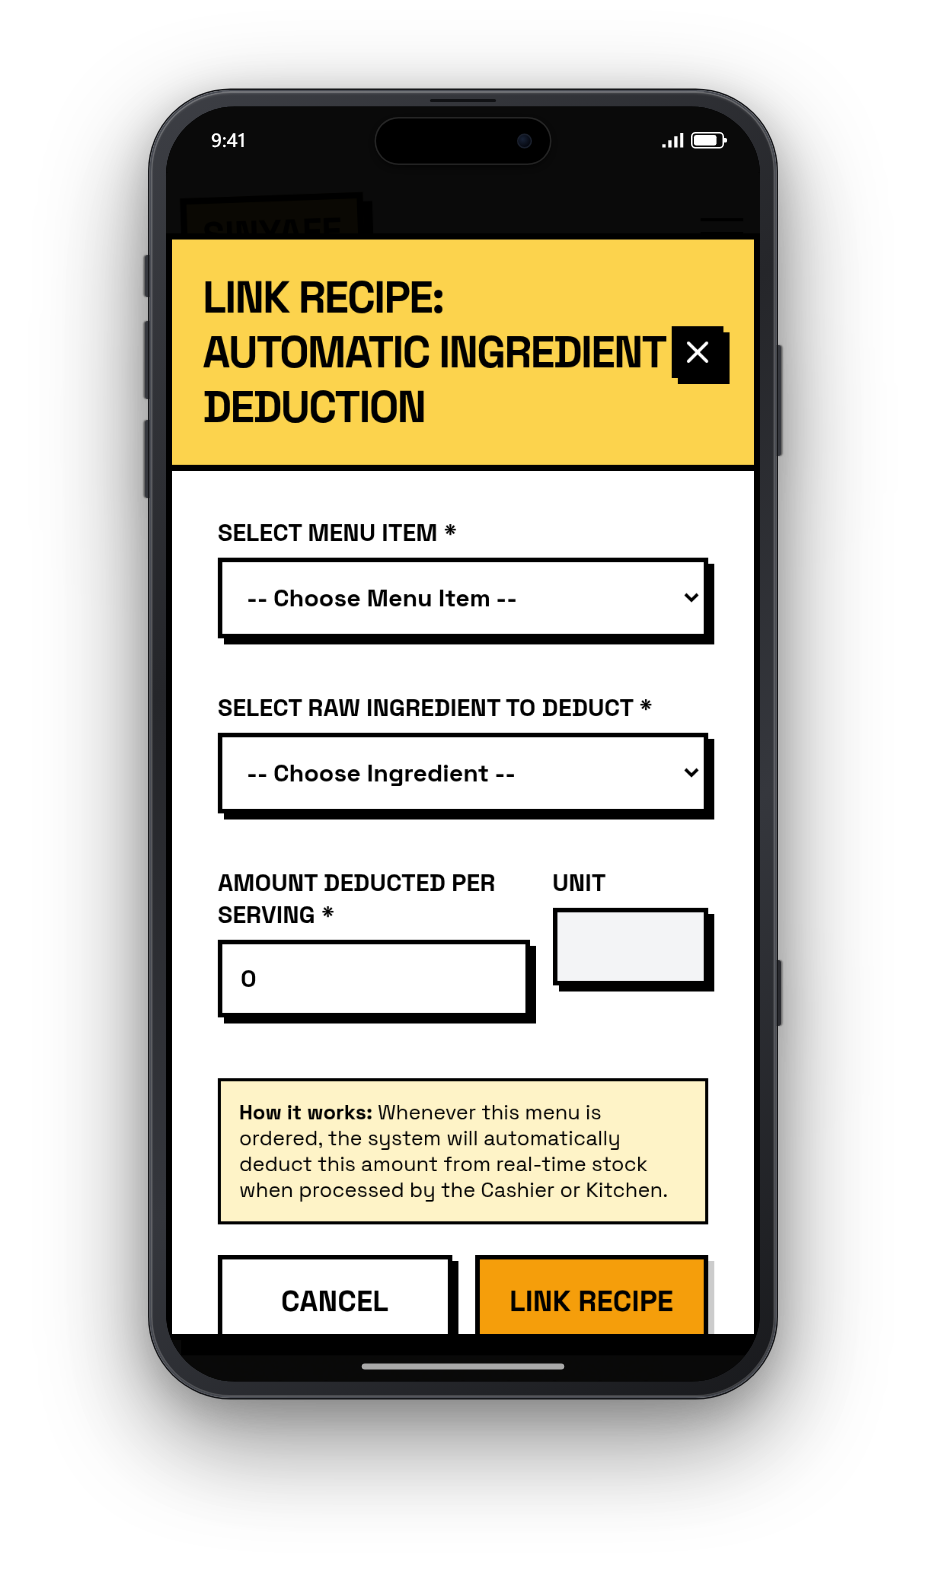 9:41
LINK RECIPE:
AUTOMATIC INGREDIENT
DEDUCTION
SELECT MENU ITEM *
-- Choose Menu Item --
SELECT RAW INGREDIENT TO DEDUCT *
-- Choose Ingredient --
AMOUNT DEDUCTED PER
SERVING *
UNIT
0
How it works: Whenever this menu is
ordered, the system will automatically
deduct this amount from real-time stock
when processed by the Cashier or Kitchen.
CANCEL
LINK RECIPE